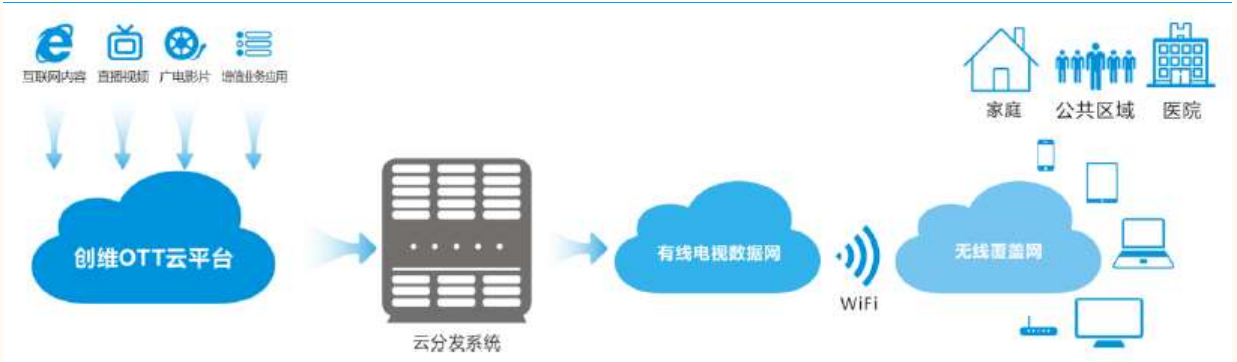 互联网内容 直播视频 广电影片 增值业务应用
家庭 公共区域 医院
创维OTT云平台
云分发系统
有线电视数据网
WiFi
无线覆盖网